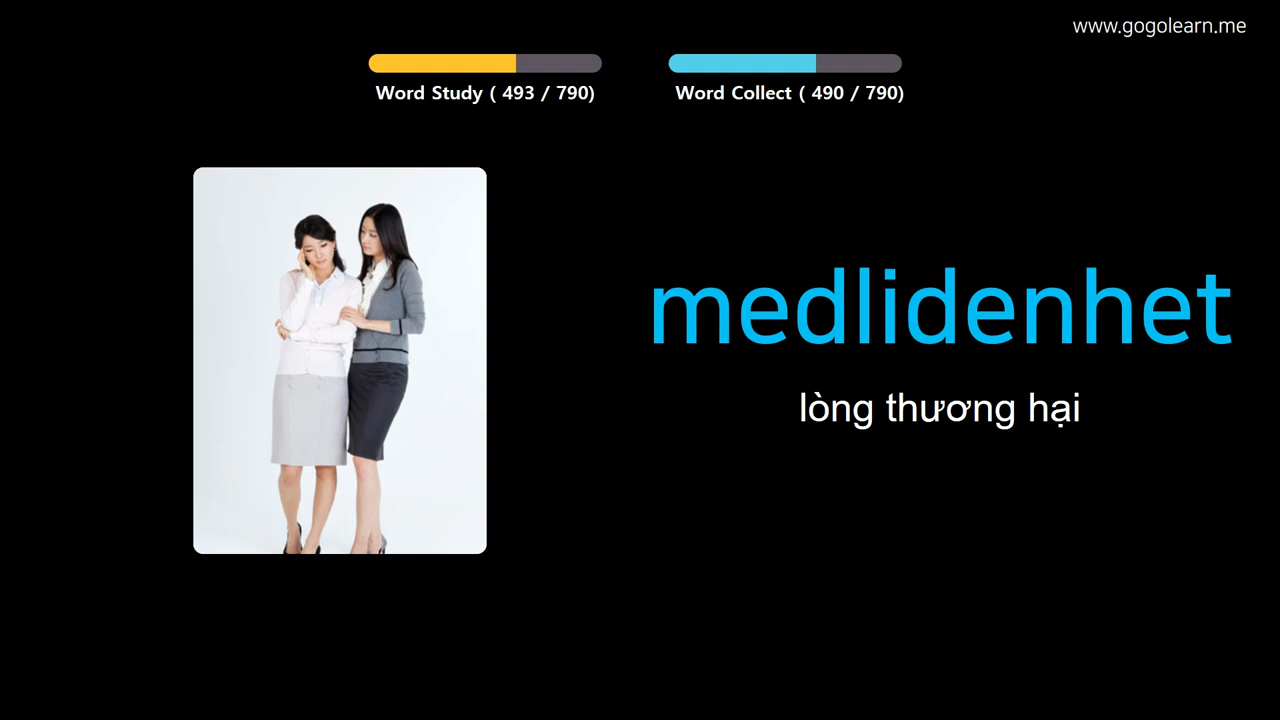 www.gogolearn.me
Word Study ( 493 / 790)
Word Collect ( 490 / 790)
medlidenhet
lòng thương hại